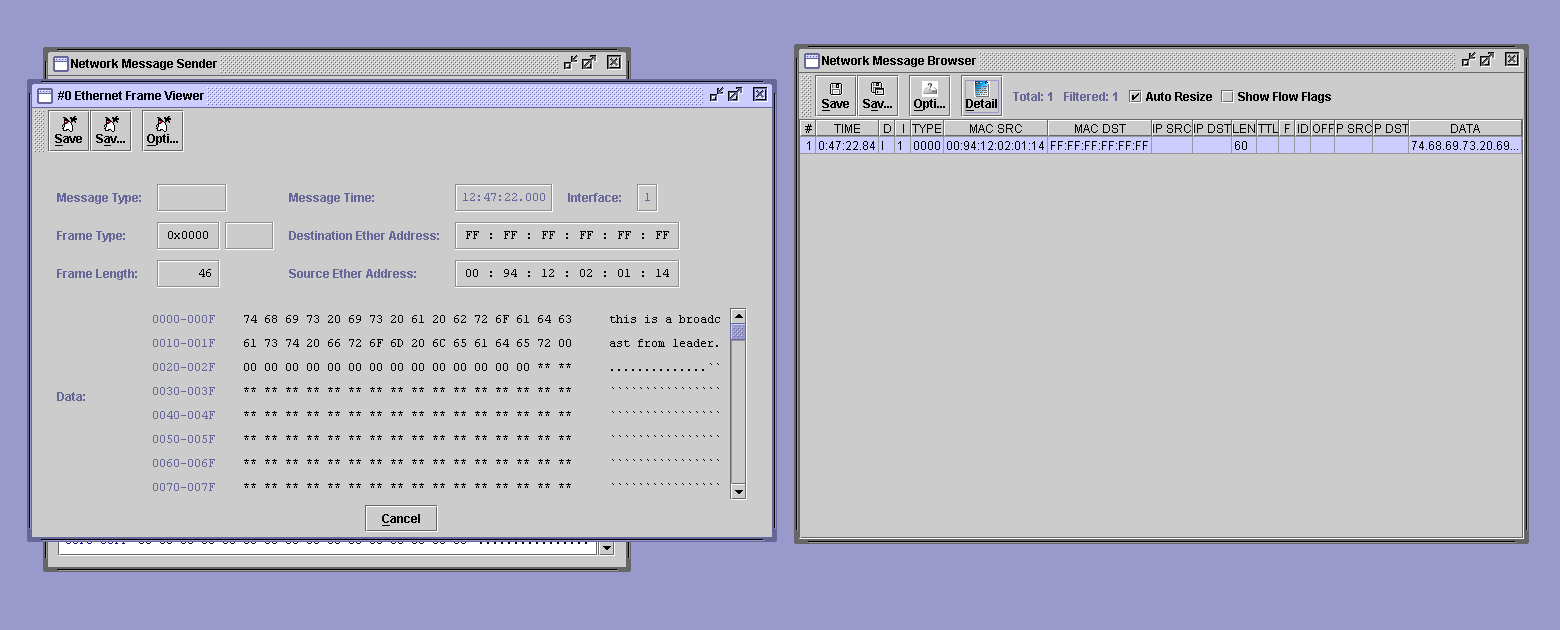 Network Message Sender
#0 Ethernet Frame Viewer
Save Sav... Opti...
Message Type: Message Time: 12:47:22.000 Interface: 1
Frame Type: 0x0000 Destination Ether Address: FF : FF : FF : FF : FF : FF
Frame Length: 46 Source Ether Address: 00 : 94 : 12 : 02 : 01 : 14
Data:
0000-000F 74 68 69 73 20 69 73 20 61 20 62 72 6F 61 64 63 this is a broadc
0010-001F 61 73 74 20 66 72 6F 6D 20 6C 65 61 64 65 72 00 ast from leader.
0020-002F 00 00 00 00 00 00 00 00 00 00 00 00 00 00 ** ** ..............``
0030-003F ** ** ** ** ** ** ** ** ** ** ** ** ** ** ** ** ````````````````
0040-004F ** ** ** ** ** ** ** ** ** ** ** ** ** ** ** ** ````````````````
0050-005F ** ** ** ** ** ** ** ** ** ** ** ** ** ** ** ** ````````````````
0060-006F ** ** ** ** ** ** ** ** ** ** ** ** ** ** ** ** ````````````````
0070-007F ** ** ** ** ** ** ** ** ** ** ** ** ** ** ** ** ````````````````
Cancel
Network Message Browser
Save Sav... Opti... Detail Total: 1 Filtered: 1 Auto Resize Show Flow Flags
# TIME D I TYPE MAC SRC MAC DST IP SRC IP DST LEN TTL F ID OFF P SRC P DST DATA
1 0:47:22.84 I 1 0000 00:94:12:02:01:14 FF:FF:FF:FF:FF:FF 60 74.68.69.73.20.69...